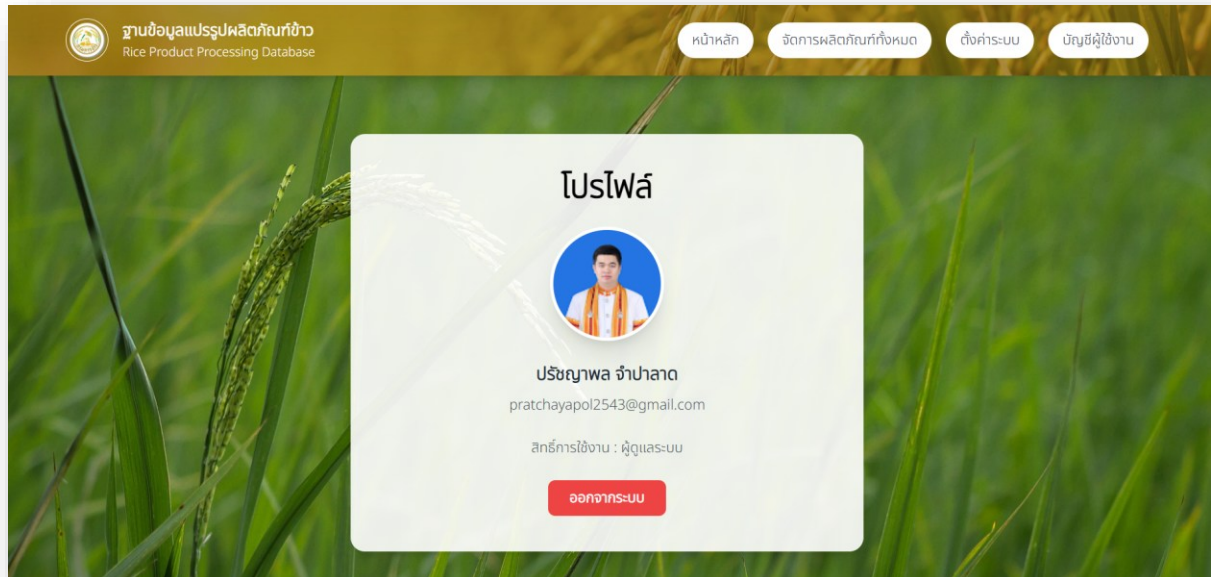 ฐานข้อมูลแปรรูปผลิตภัณฑ์ข้าว
Rice Product Processing Database
หน้าหลัก
จัดการผลิตภัณฑ์ทั้งหมด
ตั้งค่าระบบ
บัญชีผู้ใช้งาน
โปรไฟล์
ปรัชญาพล จำปาลาด
pratchayapol2543@gmail.com
สิทธิ์การใช้งาน : ผู้ดูแลระบบ
ออกจากระบบ